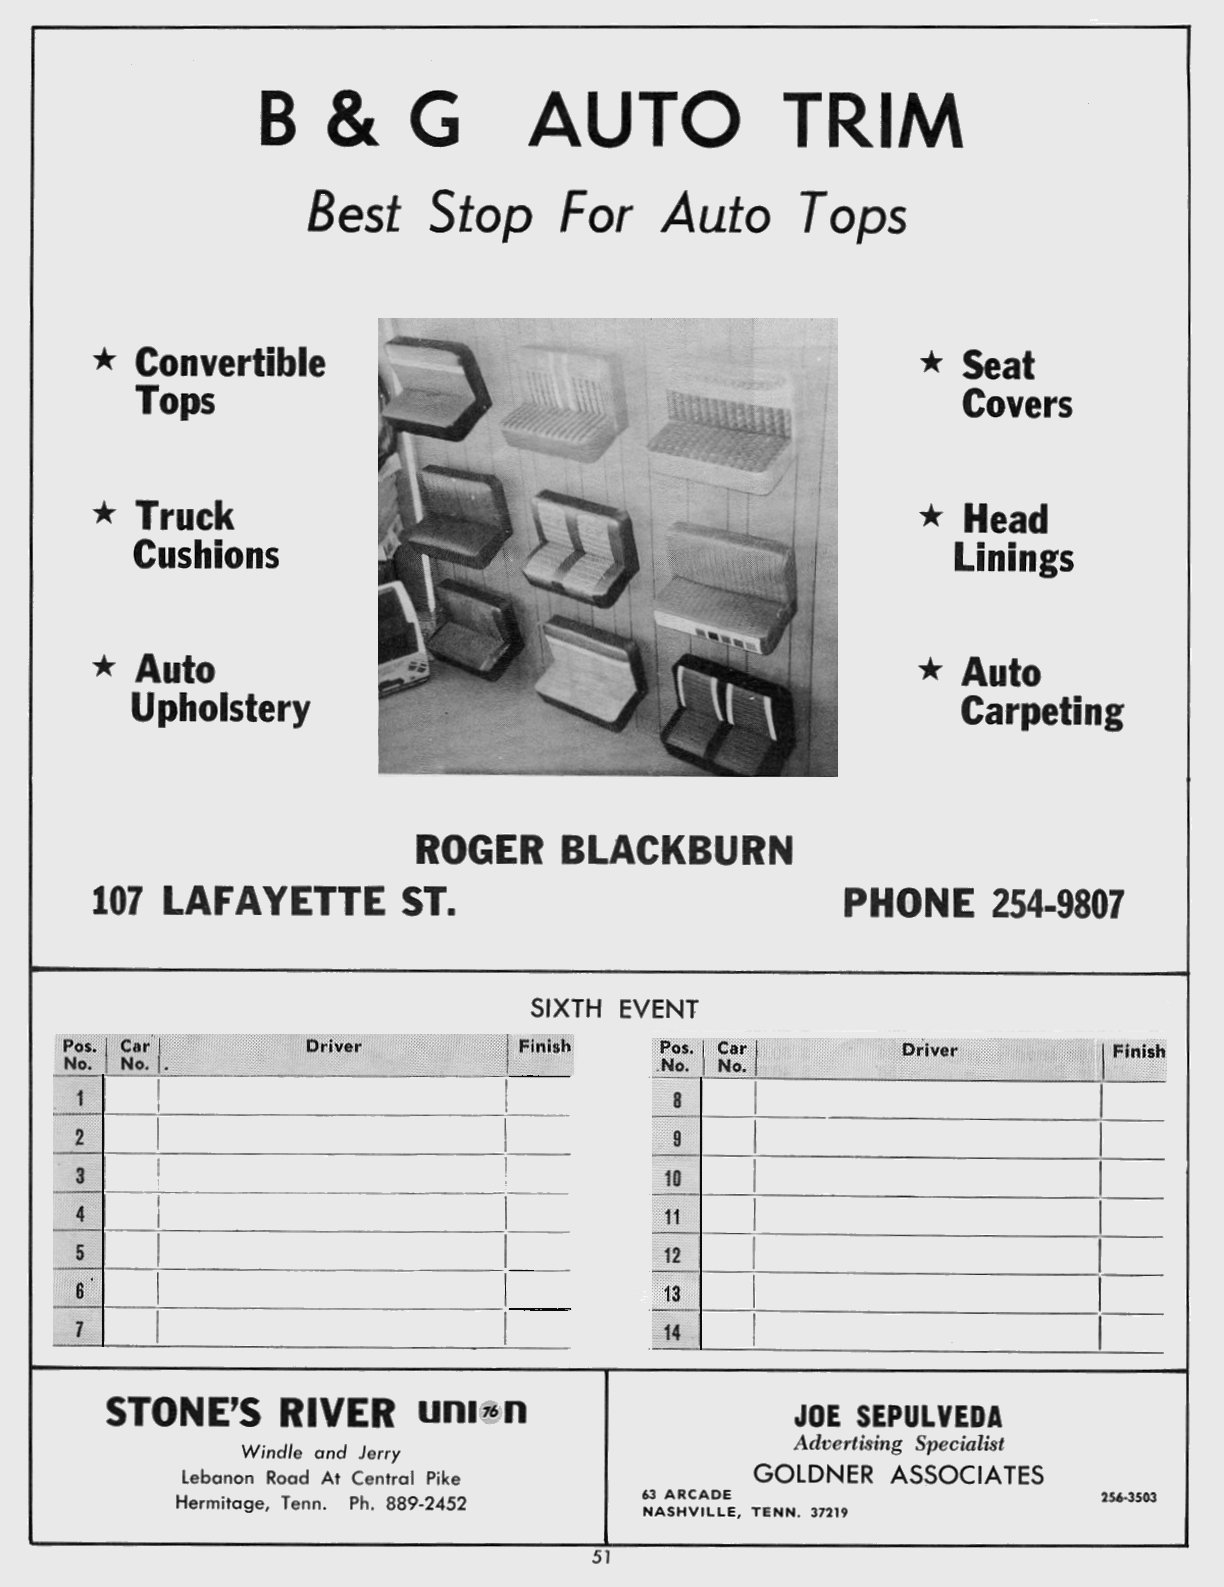 B & G AUTO TRIM
Best Stop For Auto Tops
★ Convertible
Tops
★ Truck
Cushions
★ Auto
Upholstery
★ Seat
Covers
★ Head
Linings
★ Auto
Carpeting
ROGER BLACKBURN
107 LAFAYETTE ST. PHONE 254-9807
SIXTH EVENT
Pos. No. Car No. Driver Finish
1
2
3
4
5
6
7
Pos. No. Car No. Driver Finish
8
9
10
11
12
13
14
STONE'S RIVER union 76
Windle and Jerry
Lebanon Road At Central Pike
Hermitage, Tenn. Ph. 889-2452
JOE SEPULVEDA
Advertising Specialist
GOLDNER ASSOCIATES
63 ARCADE
NASHVILLE, TENN. 37219
256-3503
51